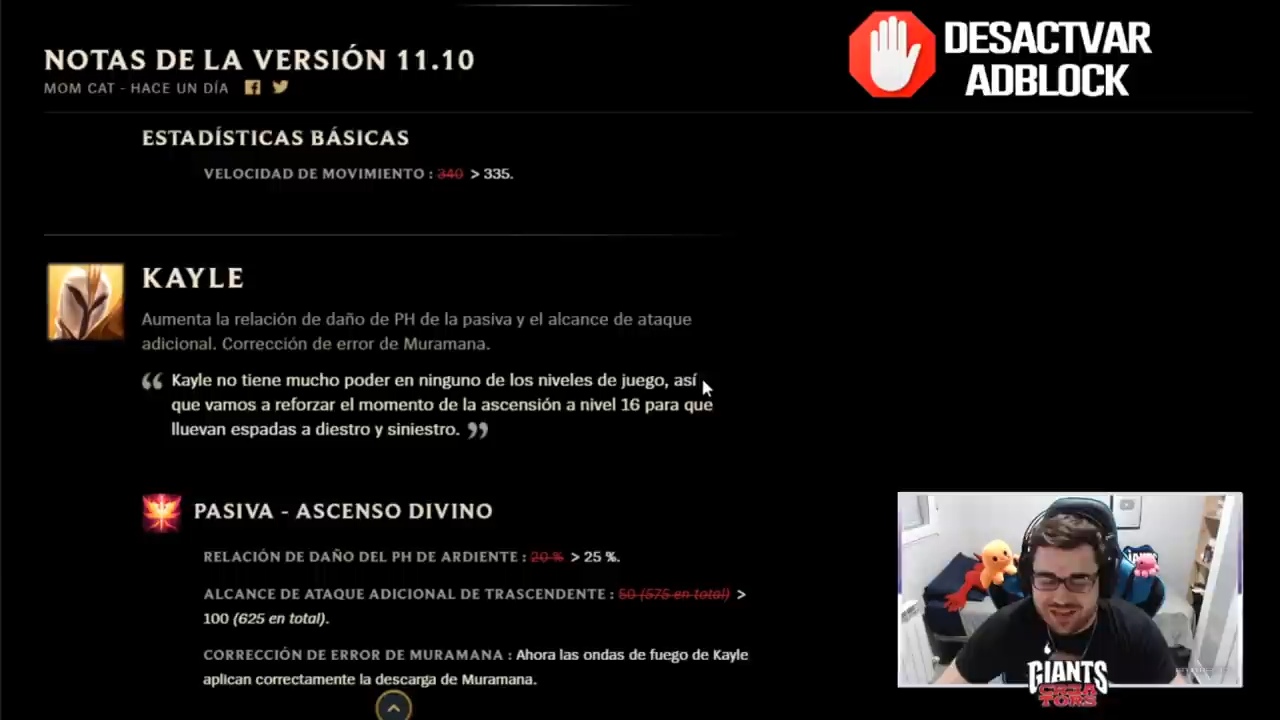 NOTAS DE LA VERSIÓN 11.10
MOM CAT - HACE UN DÍA
DESACTVAR
ADBLOCK
ESTADÍSTICAS BÁSICAS
VELOCIDAD DE MOVIMIENTO : 340 > 335.
KAYLE
Aumenta la relación de daño de PH de la pasiva y el alcance de ataque
adicional. Corrección de error de Muramana.
“ Kayle no tiene mucho poder en ninguno de los niveles de juego, así
que vamos a reforzar el momento de la ascensión a nivel 16 para que
lluevan espadas a diestro y siniestro. ”
PASIVA - ASCENSO DIVINO
RELACIÓN DE DAÑO DEL PH DE ARDIENTE : 20 % > 25 %.
ALCANCE DE ATAQUE ADICIONAL DE TRASCENDENTE : 50 (575 en total) >
100 (625 en total).
CORRECCIÓN DE ERROR DE MURAMANA : Ahora las ondas de fuego de Kayle
aplican correctamente la descarga de Muramana.
GIANTS
CREA
TORS